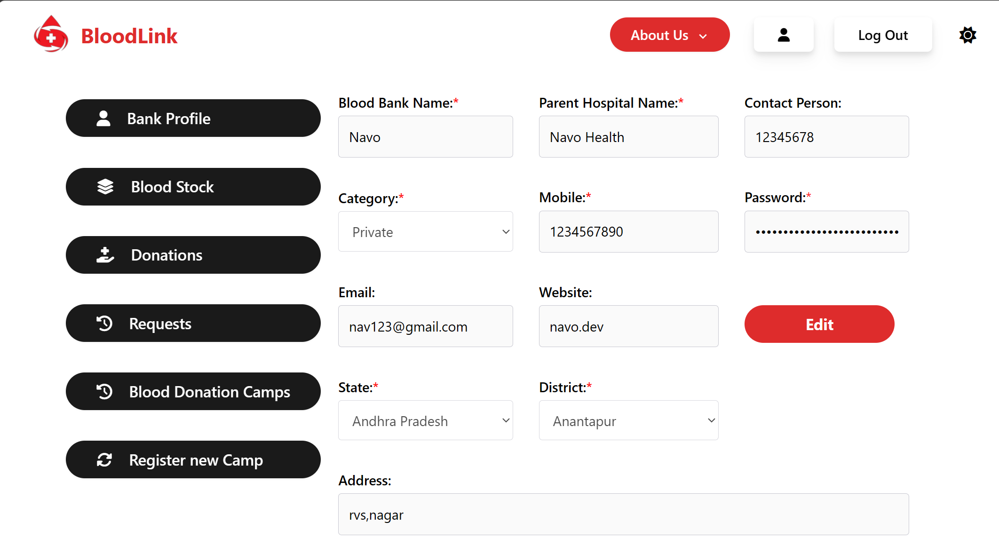 BloodLink
About Us
Log Out
Bank Profile
Blood Stock
Donations
Requests
Blood Donation Camps
Register new Camp
Blood Bank Name:*
Navo
Parent Hospital Name:*
Navo Health
Contact Person:
12345678
Category:*
Private
Mobile:*
1234567890
Password:*
••••••••••••••••••••••••••
Email:
nav123@gmail.com
Website:
navo.dev
Edit
State:*
Andhra Pradesh
District:*
Anantapur
Address:
rvs,nagar